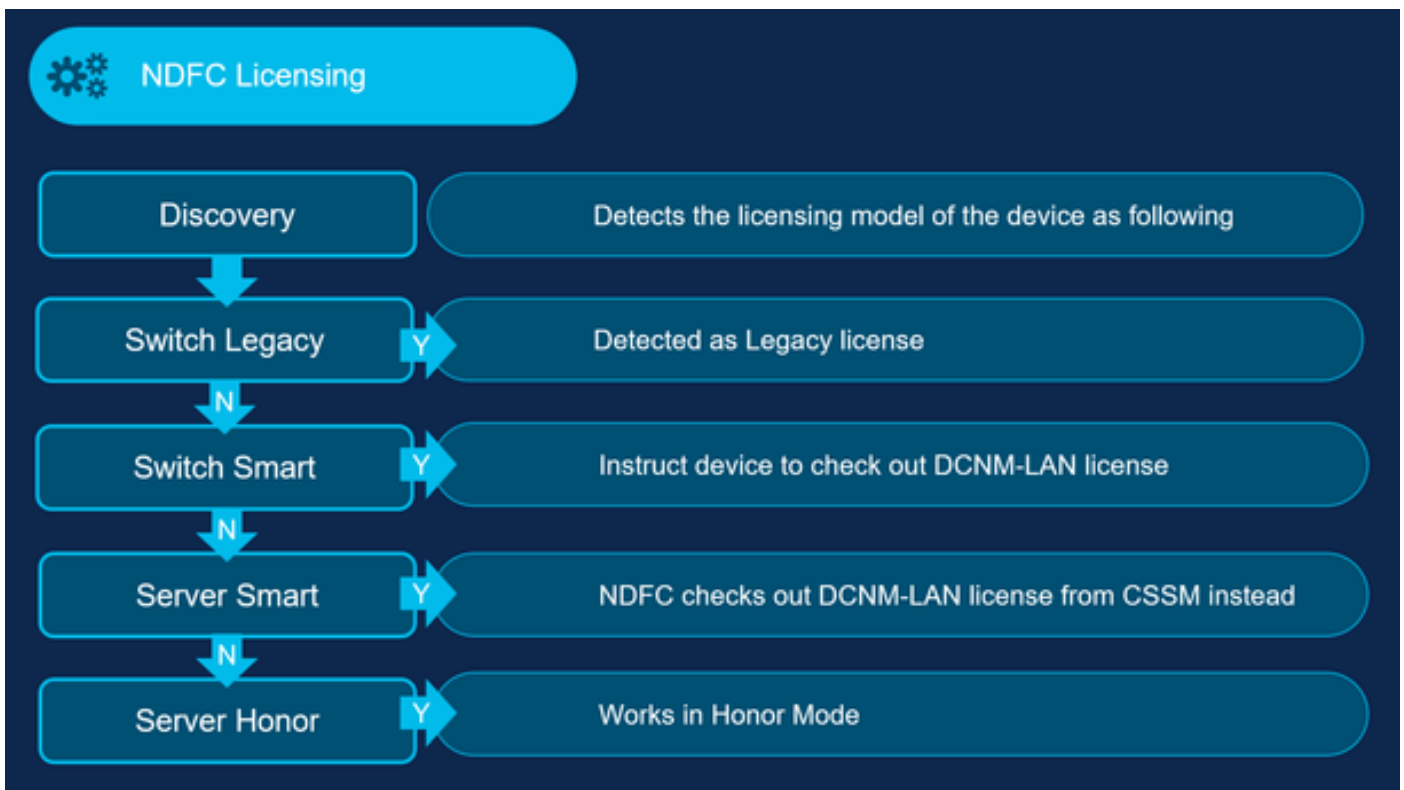 NDFC Licensing
Discovery
Detects the licensing model of the device as following
Switch Legacy
Y
Detected as Legacy license
N
Switch Smart
Y
Instruct device to check out DCNM-LAN license
N
Server Smart
Y
NDFC checks out DCNM-LAN license from CSSM instead
N
Server Honor
Y
Works in Honor Mode